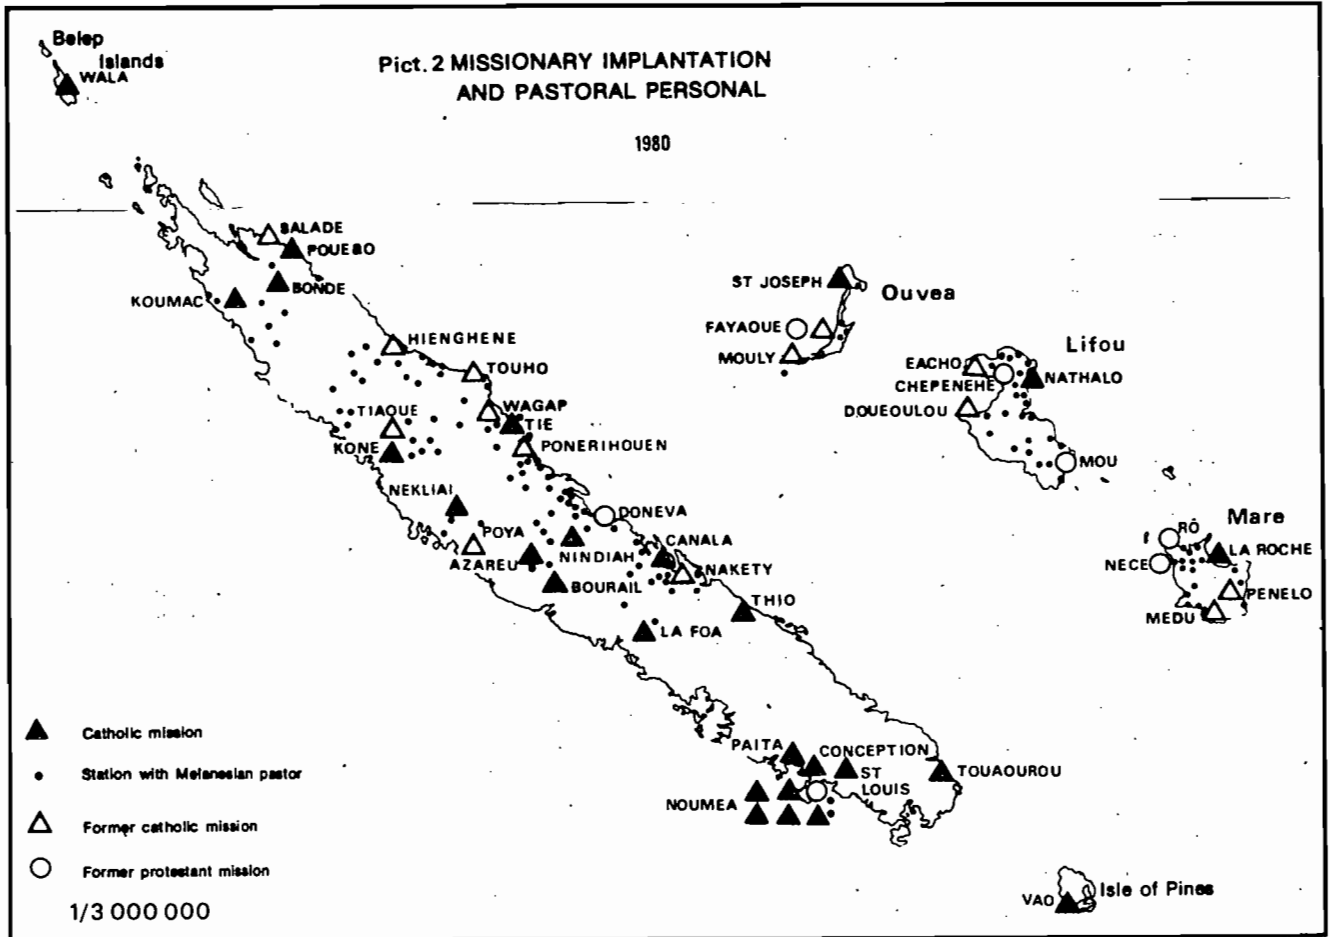 Belep
Islands
WALA
Pict. 2 MISSIONARY IMPLANTATION
AND PASTORAL PERSONAL
1980
BALADE
POUEBO
BONDE
KOUMAC
HIENGHENE
TOUHO
WAGAP
TIE
TIAOUE
KONE
PONERIHOUEN
NEKLIAI
POYA
DONEVA
AZAREU
NINDIAH
CANALA
NAKETY
BOURAIL
THIO
LA FOA
ST JOSEPH
Ouvea
FAYAOUE
MOULY
Lifou
EACHO
CHEPENEHE
NATHALO
DOUEOULOU
MOU
Mare
RÔ
NECE
LA ROCHE
PENELO
MEDU
PAITA
CONCEPTION
ST
LOUIS
TOUAOUROU
NOUMEA
VAO
Isle of Pines
Catholic mission
Station with Melanesian pastor
Former catholic mission
Former protestant mission
1/3 000 000